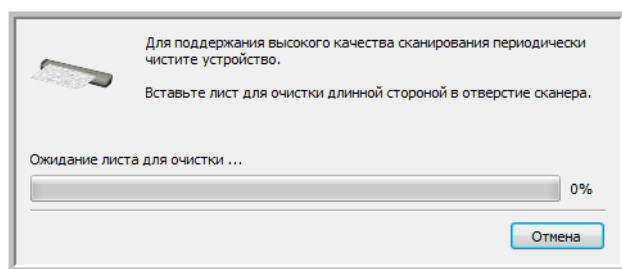 Для поддержания высокого качества сканирования периодически
чистите устройство.
Вставьте лист для очистки длинной стороной в отверстие сканера.
Ожидание листа для очистки ...
0%
Отмена